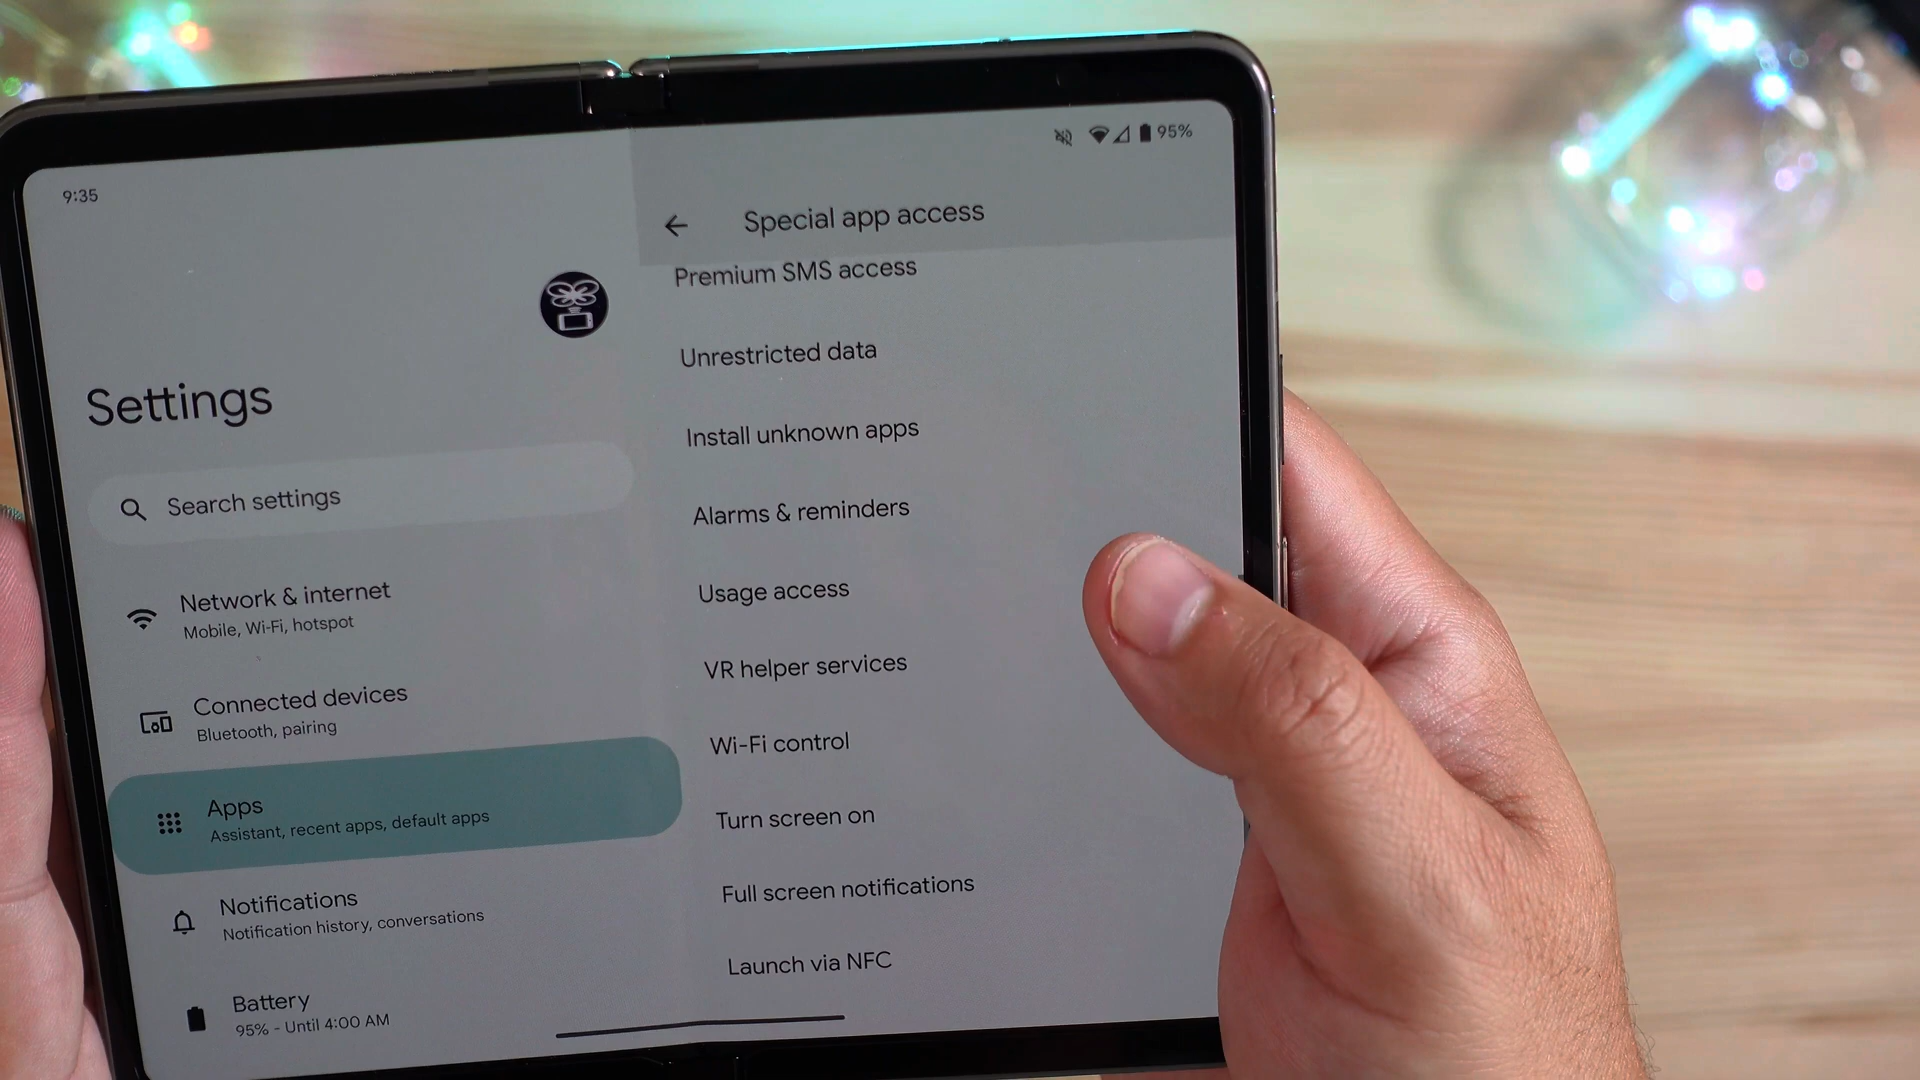 9:35
95%
Settings
Search settings
Network & internet
Mobile, Wi-Fi, hotspot
Connected devices
Bluetooth, pairing
Apps
Assistant, recent apps, default apps
Notifications
Notification history, conversations
Battery
95% - Until 4:00 AM
Special app access
Premium SMS access
Unrestricted data
Install unknown apps
Alarms & reminders
Usage access
VR helper services
Wi-Fi control
Turn screen on
Full screen notifications
Launch via NFC